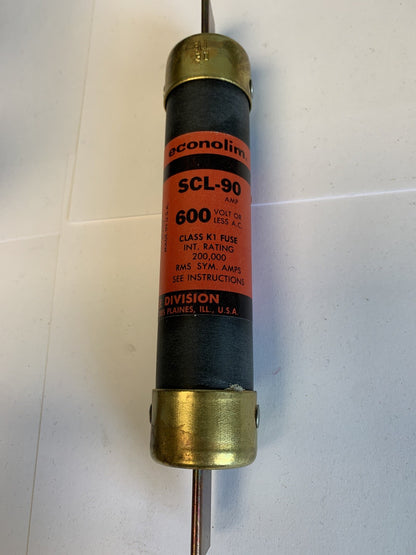 econolim
SCL-90
AMP
600 VOLT OR
LESS A.C.
CLASS K1 FUSE
INT. RATING
200,000
RMS SYM. AMPS
SEE INSTRUCTIONS
DIVISION
PLAINES, ILL., U.S.A.